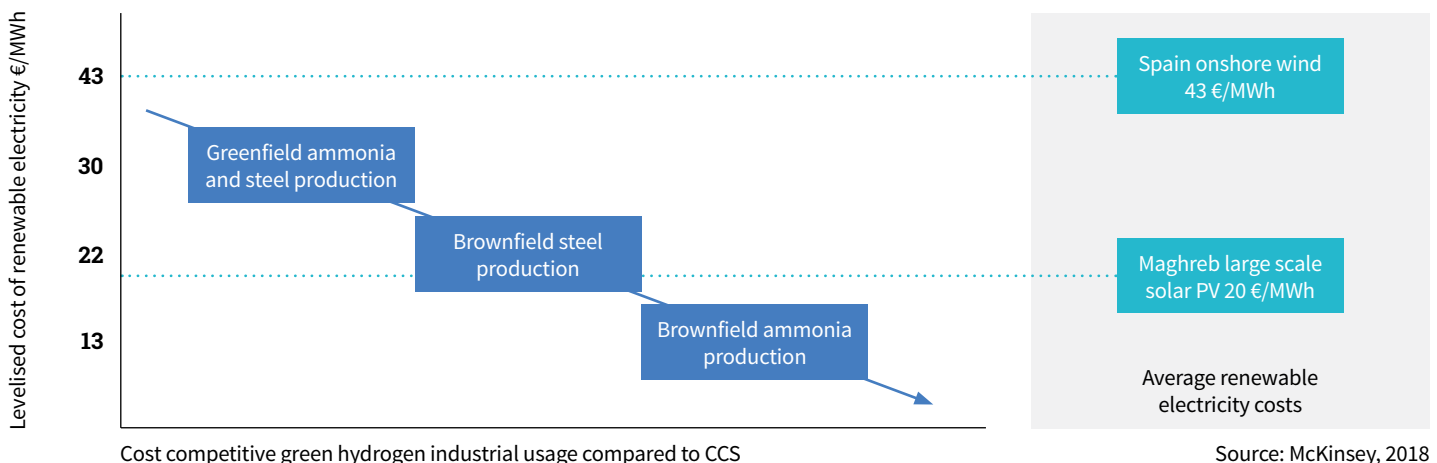 Levelised cost of renewable electricity €/MWh
43
30
22
13
Greenfield ammonia
and steel production
Brownfield steel
production
Brownfield ammonia
production
Spain onshore wind
43 €/MWh
Maghreb large scale
solar PV 20 €/MWh
Average renewable
electricity costs
Cost competitive green hydrogen industrial usage compared to CCS
Source: McKinsey, 2018